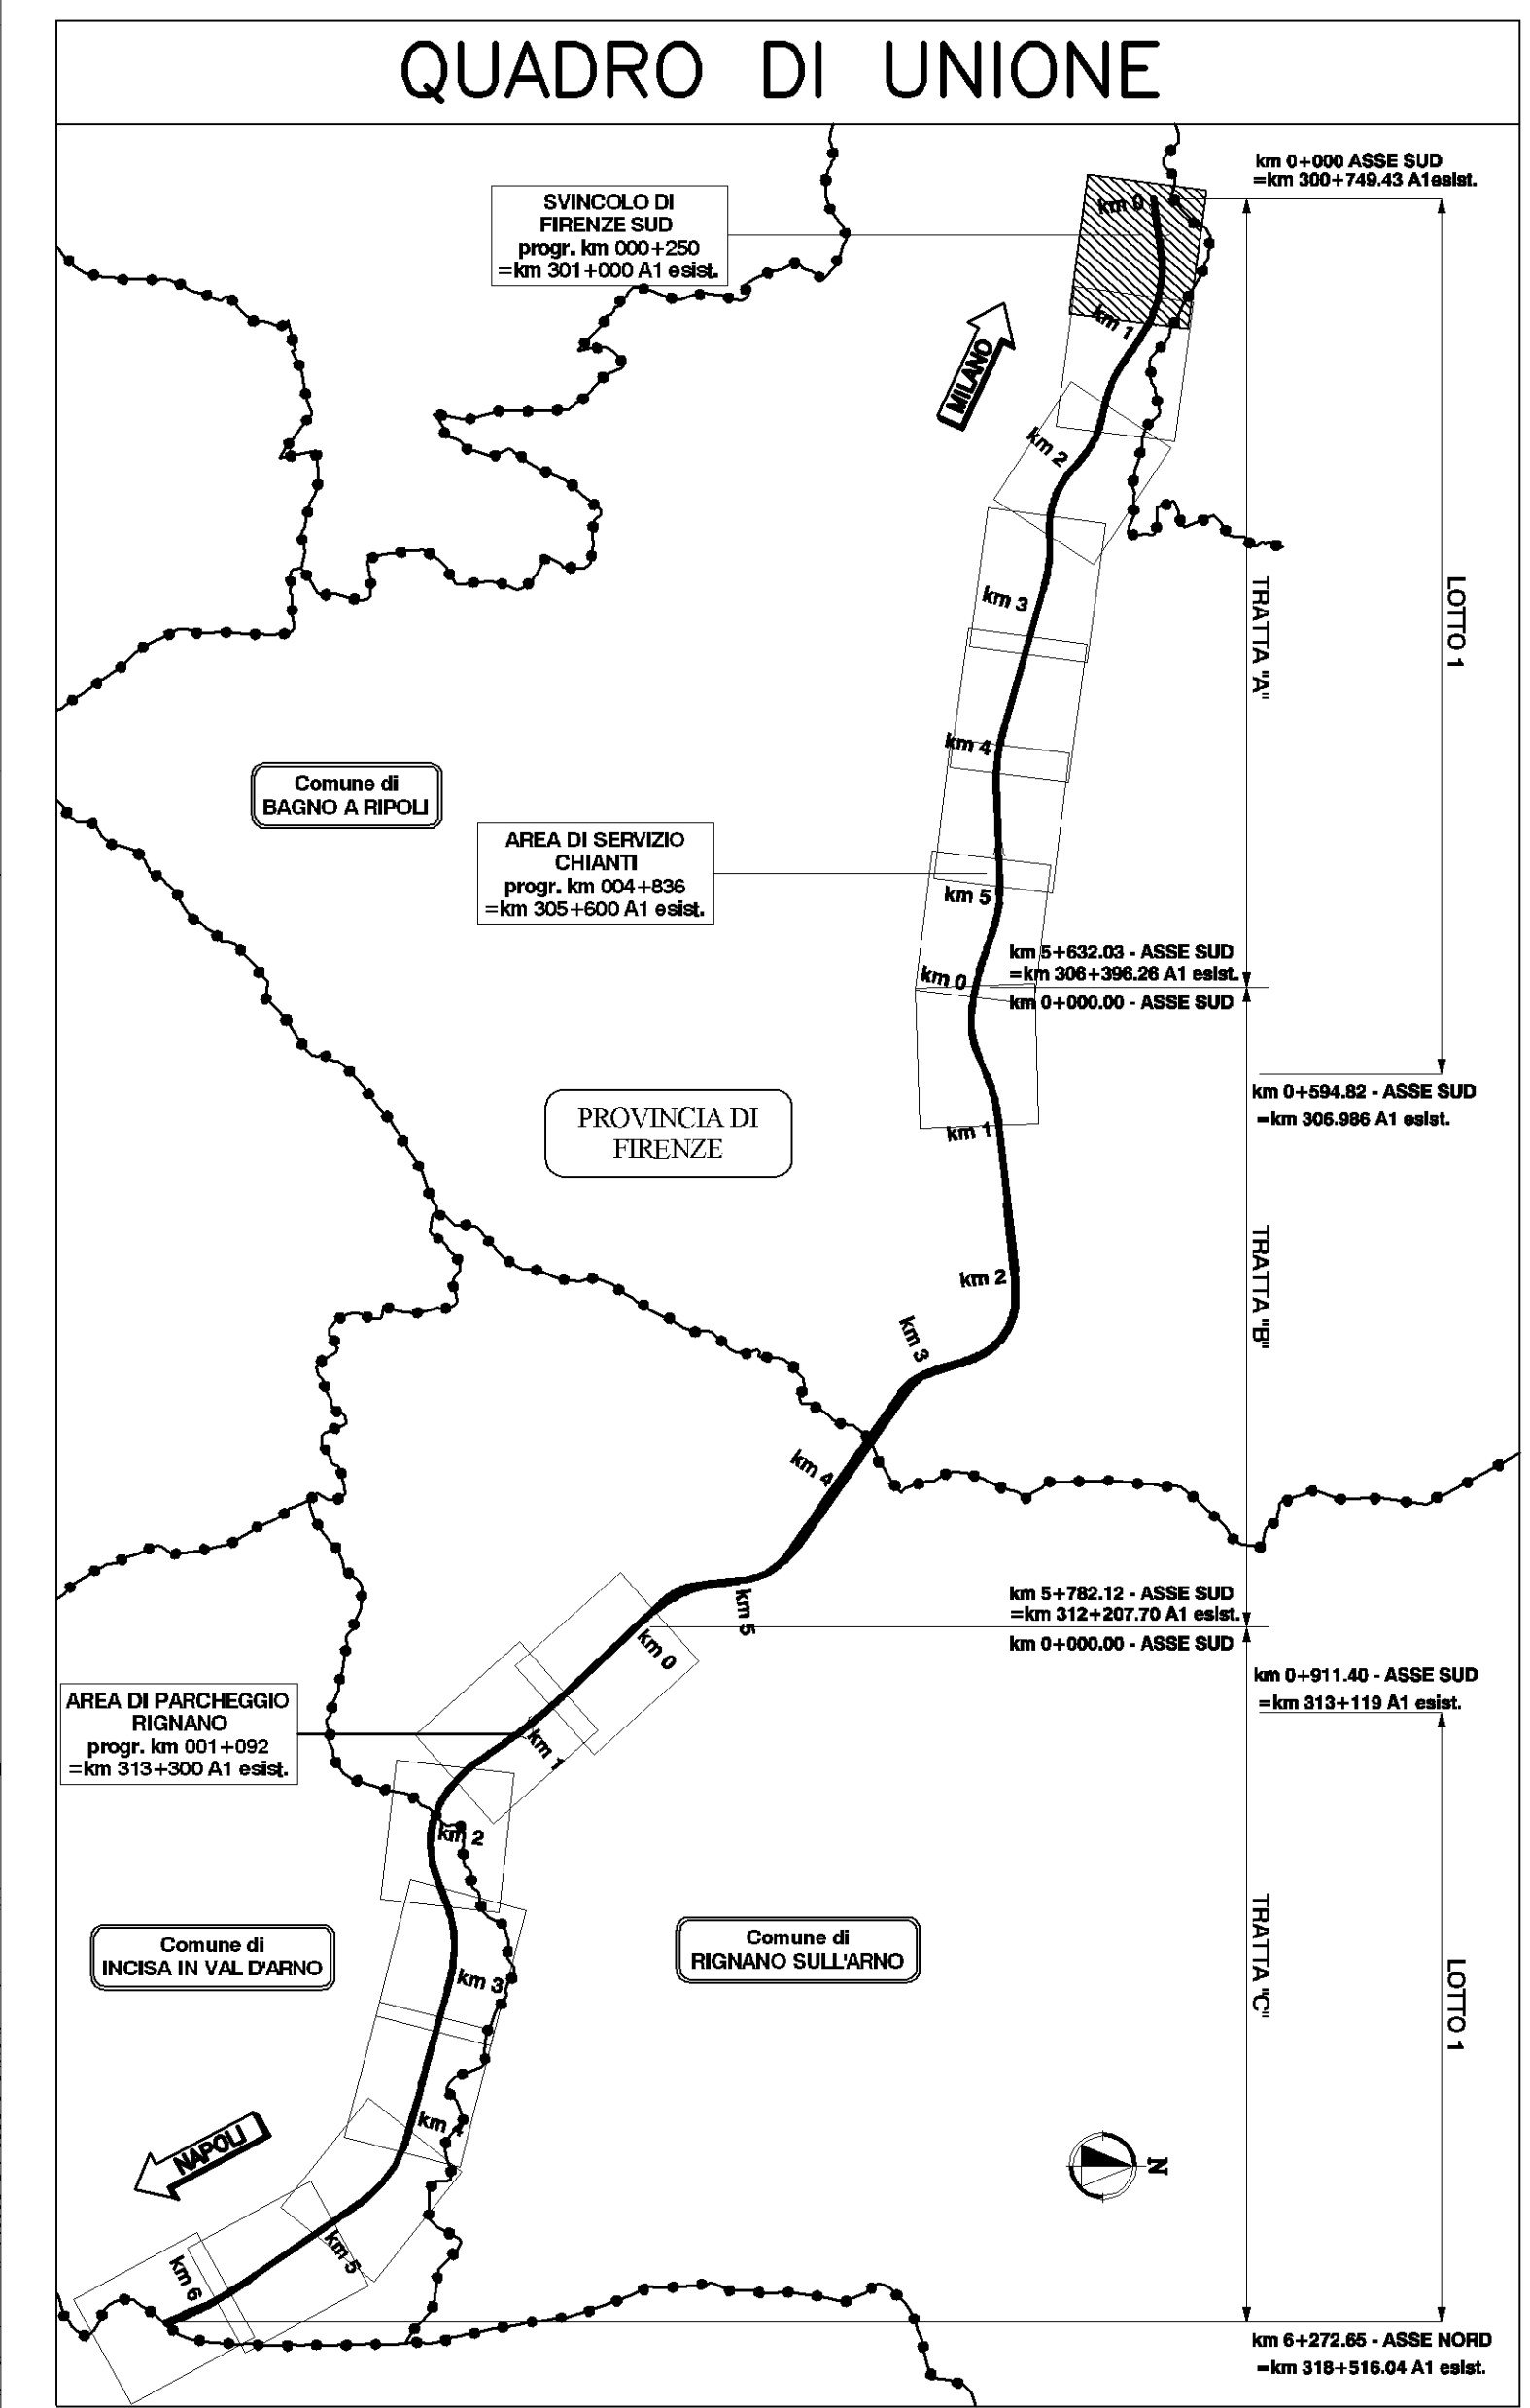 QUADRO DI UNIONE
km 0+000 ASSE SUD
=km 300+749.43 A1esist.
SVINCOLO DI
FIRENZE SUD
progr. km 000+250
=km 301+000 A1 esist.
km 0
km 1
MILANO
km 2
km 3
TRATTA "A"
LOTTO 1
km 4
Comune di
BAGNO A RIPOLI
AREA DI SERVIZIO
CHIANTI
progr. km 004+836
=km 305+600 A1 esist.
km 5
km 5+632.03 - ASSE SUD
=km 306+396.26 A1 esist.
km 0
km 0+000.00 - ASSE SUD
km 0+594.82 - ASSE SUD
=km 306.986 A1 esist.
PROVINCIA DI
FIRENZE
km 1
km 2
TRATTA "B"
km 3
km 4
km 5
km 5+782.12 - ASSE SUD
=km 312+207.70 A1 esist.
km 0+000.00 - ASSE SUD
km 0
km 0+911.40 - ASSE SUD
=km 313+119 A1 esist.
AREA DI PARCHEGGIO
RIGNANO
progr. km 001+092
=km 313+300 A1 esist.
km 1
km 2
Comune di
INCISA IN VAL D'ARNO
Comune di
RIGNANO SULL'ARNO
km 3
TRATTA "C"
LOTTO 1
km 4
NAPOLI
N
km 5
km 6
km 6+272.65 - ASSE NORD
=km 318+516.04 A1 esist.